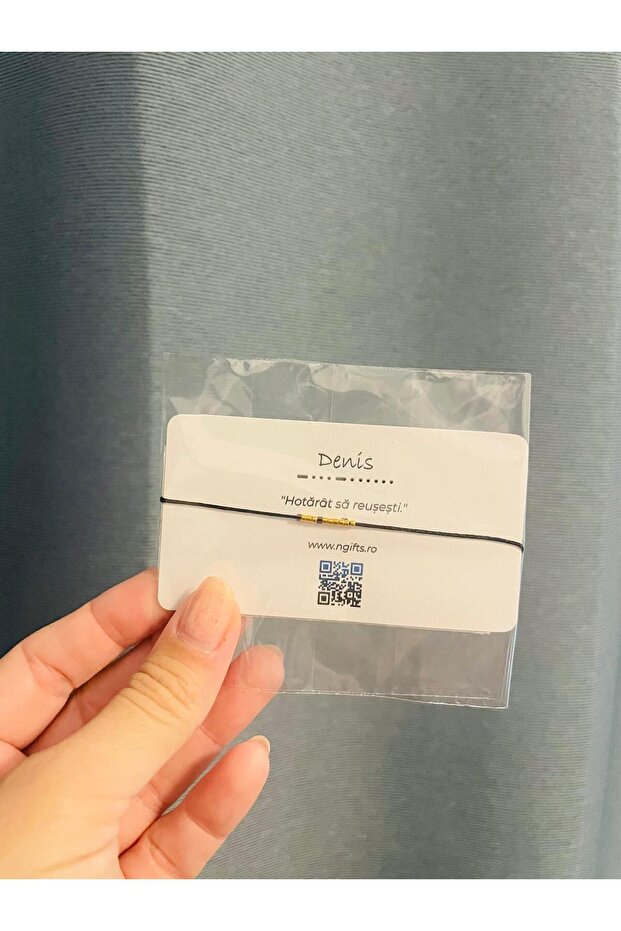 Denis
"Hotărât să reușești."
www.ngifts.ro